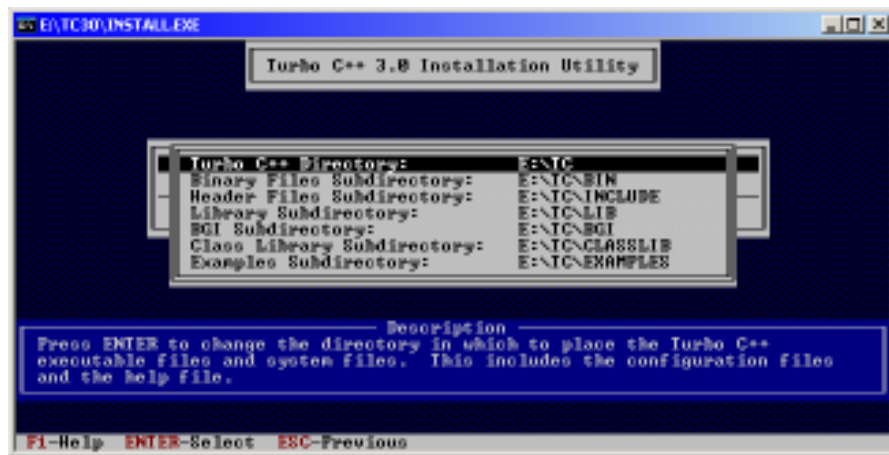 E:\TC30\INSTALL.EXE
Turbo C++ 3.0 Installation Utility
Turbo C++ Directory: E:\TC
Binary Files Subdirectory: E:\TC\BIN
Header Files Subdirectory: E:\TC\INCLUDE
Library Subdirectory: E:\TC\LIB
BGI Subdirectory: E:\TC\BGI
Class Library Subdirectory: E:\TC\CLASSLIB
Examples Subdirectory: E:\TC\EXAMPLES
Description
Press ENTER to change the directory in which to place the Turbo C++
executable files and system files. This includes the configuration files
and the help file.
F1-Help ENTER-Select ESC-Previous